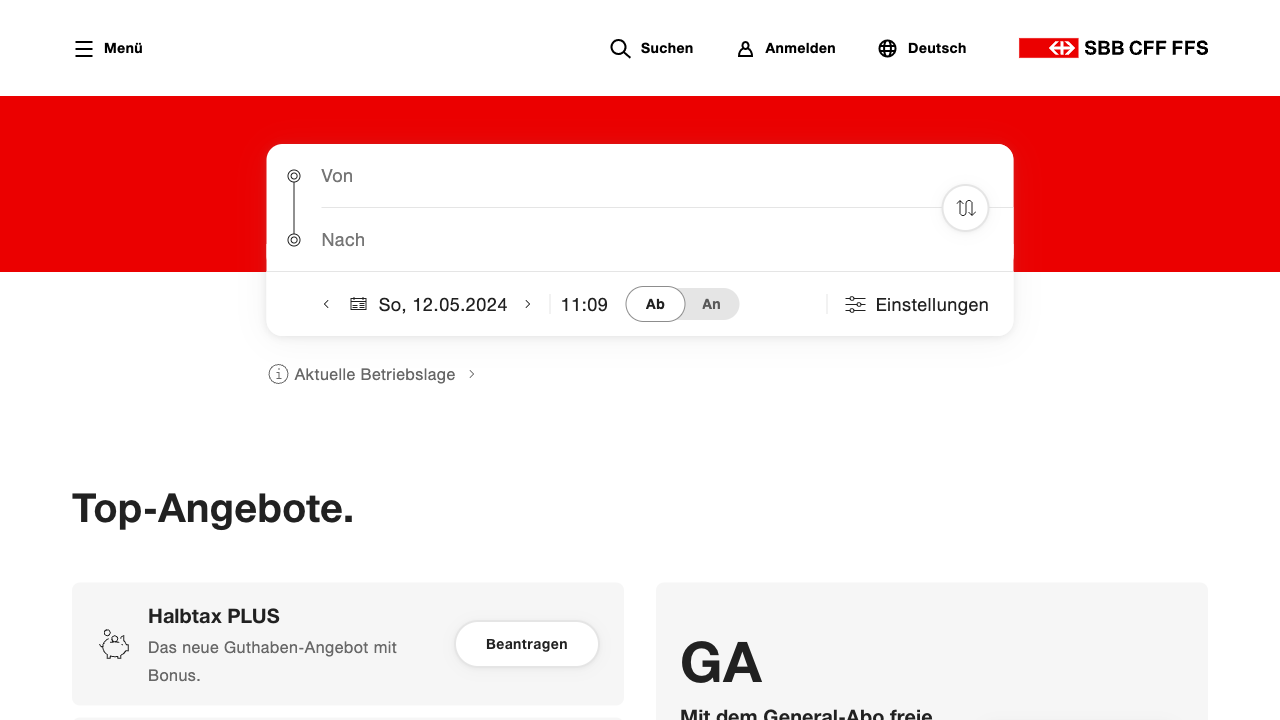 Menü
Suchen
Anmelden
Deutsch
SBB CFF FFS
Von
Nach
So, 12.05.2024
11:09
Ab
An
Einstellungen
Aktuelle Betriebslage
Top-Angebote.
Halbtax PLUS
Das neue Guthaben-Angebot mit
Bonus.
Beantragen
GA
Mit dem General-Abo freie